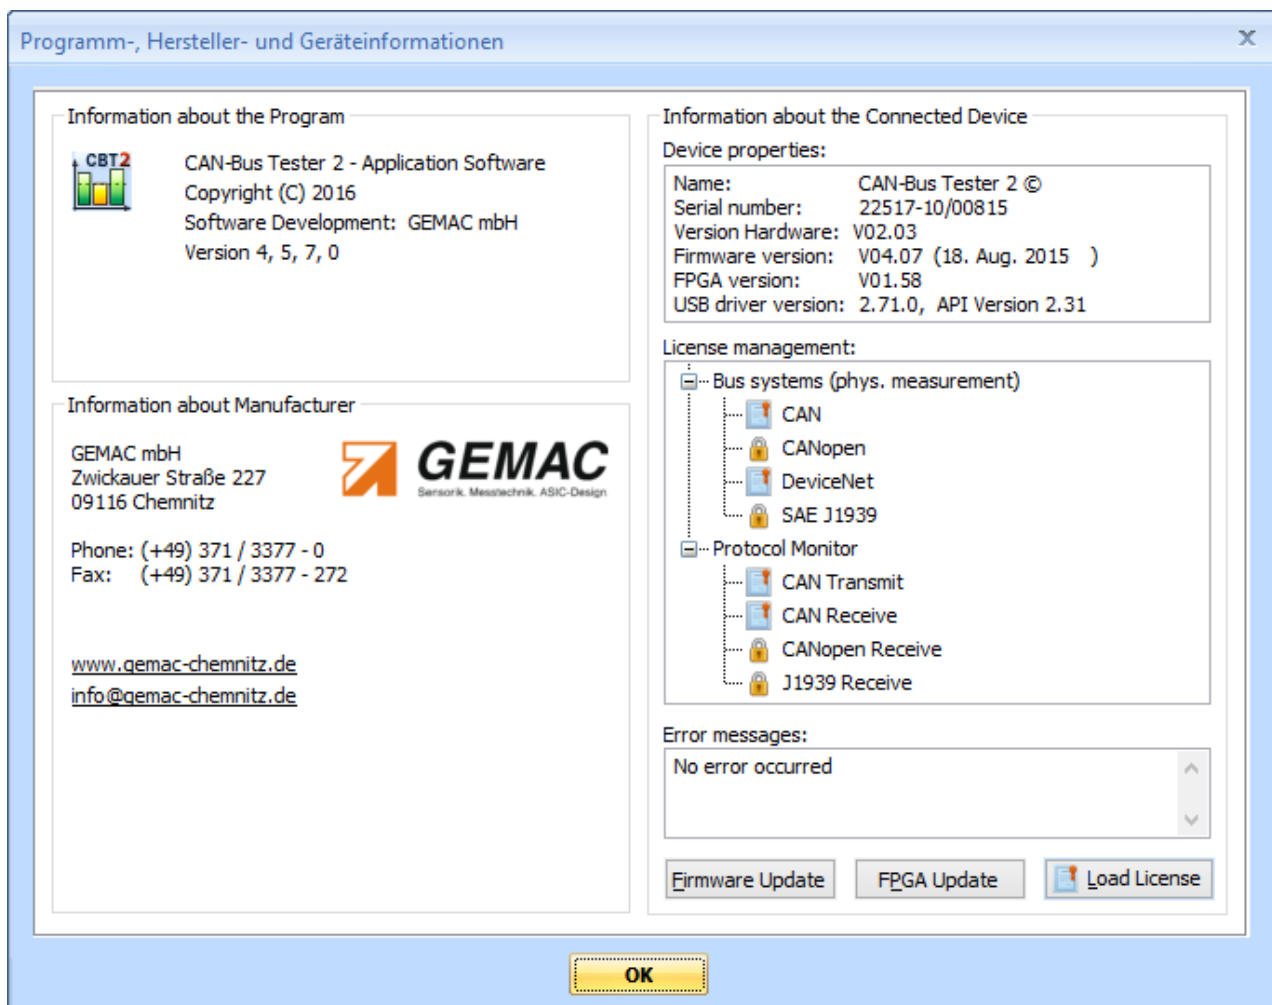 Programm-, Hersteller- und Geräteinformationen
X
Information about the Program
CBT2
CAN-Bus Tester 2 - Application Software
Copyright (C) 2016
Software Development: GEMAC mbH
Version 4, 5, 7, 0
Information about Manufacturer
GEMAC mbH
Zwickauer Straße 227
09116 Chemnitz
GEMAC
Sensorik. Messtechnik. ASIC-Design
Phone: (+49) 371 / 3377 - 0
Fax: (+49) 371 / 3377 - 272
www.gemac-chemnitz.de
info@gemac-chemnitz.de
Information about the Connected Device
Device properties:
Name: CAN-Bus Tester 2 ©
Serial number: 22517-10/00815
Version Hardware: V02.03
Firmware version: V04.07 (18. Aug. 2015 )
FPGA version: V01.58
USB driver version: 2.71.0, API Version 2.31
License management:
Bus systems (phys. measurement)
CAN
CANopen
DeviceNet
SAE J1939
Protocol Monitor
CAN Transmit
CAN Receive
CANopen Receive
J1939 Receive
Error messages:
No error occurred
Firmware Update
FPGA Update
Load License
OK